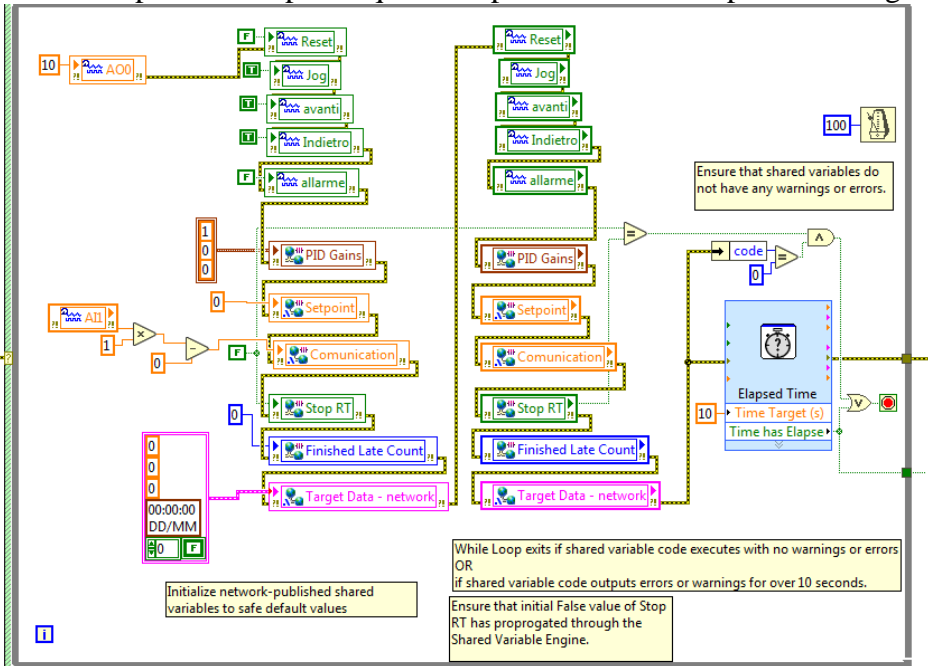 F
Reset
Reset
10
AO0
T
Jog
Jog
T
avanti
avanti
100
T
Indietro
Indietro
F
allarme
allarme
Ensure that shared variables do
not have any warnings or errors.
1
0
0
PID Gains
PID Gains
=
∧
code
0
=
0
Setpoint
Setpoint
AI1
1
×
0
−
F
Comunication
Comunication
?
Elapsed Time
Stop RT
Stop RT
10
Time Target (s)
Time has Elapse
V
0
Finished Late Count
Finished Late Count
0
0
0
00:00:00
DD/MM
0
F
Target Data - network
Target Data - network
While Loop exits if shared variable code executes with no warnings or errors
OR
if shared variable code outputs errors or warnings for over 10 seconds.
Initialize network-published shared
variables to safe default values
Ensure that initial False value of Stop
RT has proprogated through the
Shared Variable Engine.
i